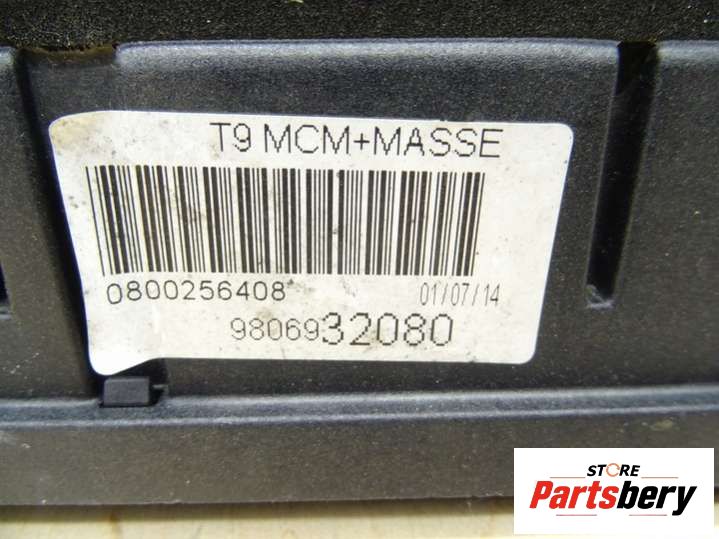 T9 MCM+MASSE
0800256408 01/07/14
9806932080
STORE
Partsbery